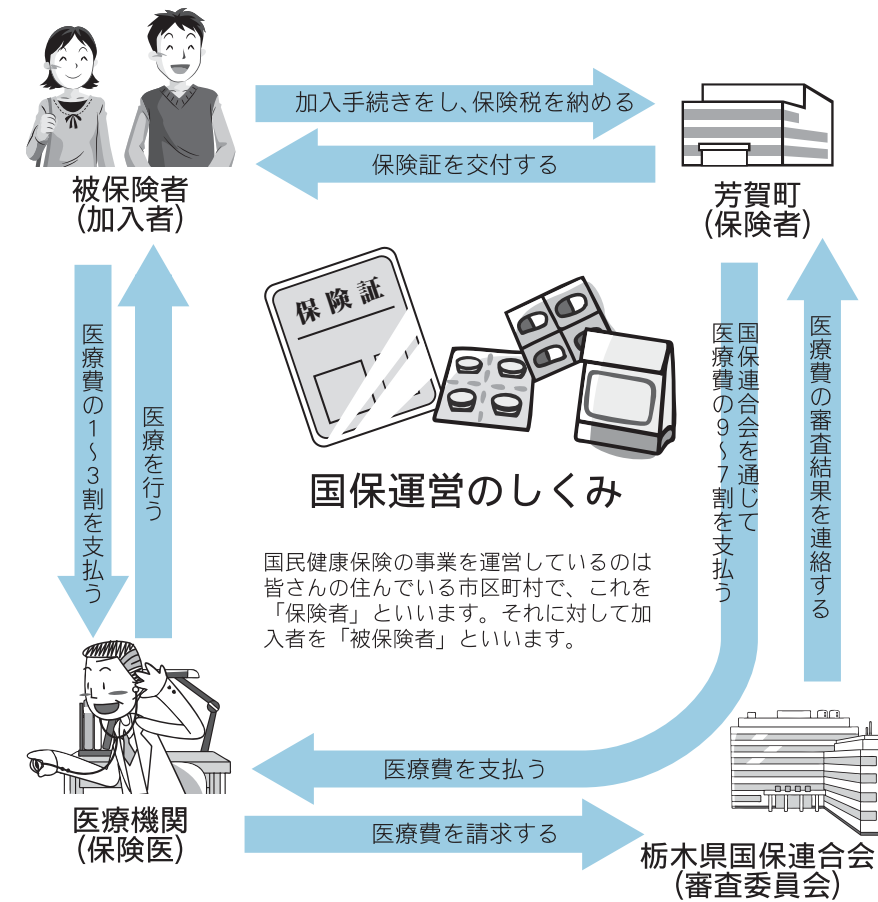 加入手続きをし、保険税を納める
保険証を交付する
被保険者
(加入者)
芳賀町
(保険者)
医療費の1～3割を支払う
医療を行う
保険証
国保連合会を通じて
医療費の9～7割を支払う
医療費の審査結果を連絡する
国保運営のしくみ
国民健康保険の事業を運営しているのは
皆さんの住んでいる市区町村で、これを
「保険者」といいます。それに対して加
入者を「被保険者」といいます。
医療費を支払う
医療機関
(保険医)
医療費を請求する
栃木県国保連合会
(審査委員会)